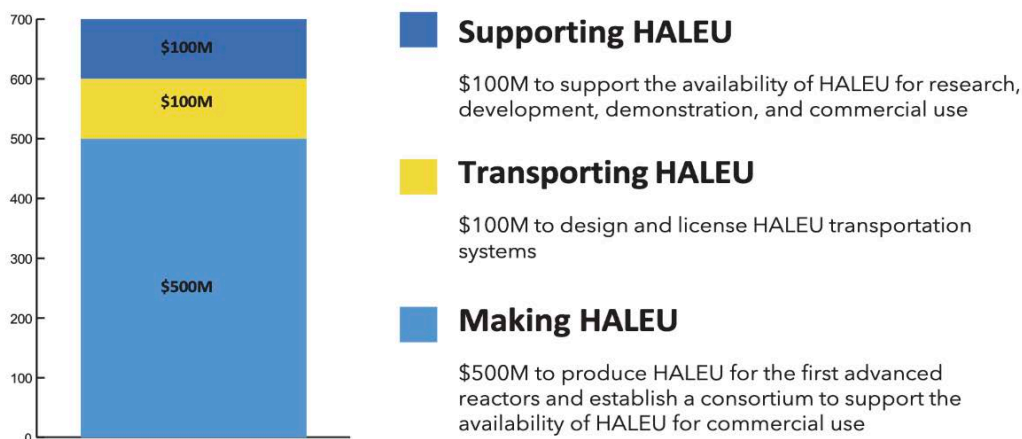 700
600
500
400
300
200
100
0
$100M
$100M
$500M
Supporting HALEU
$100M to support the availability of HALEU for research,
development, demonstration, and commercial use
Transporting HALEU
$100M to design and license HALEU transportation
systems
Making HALEU
$500M to produce HALEU for the first advanced
reactors and establish a consortium to support the
availability of HALEU for commercial use